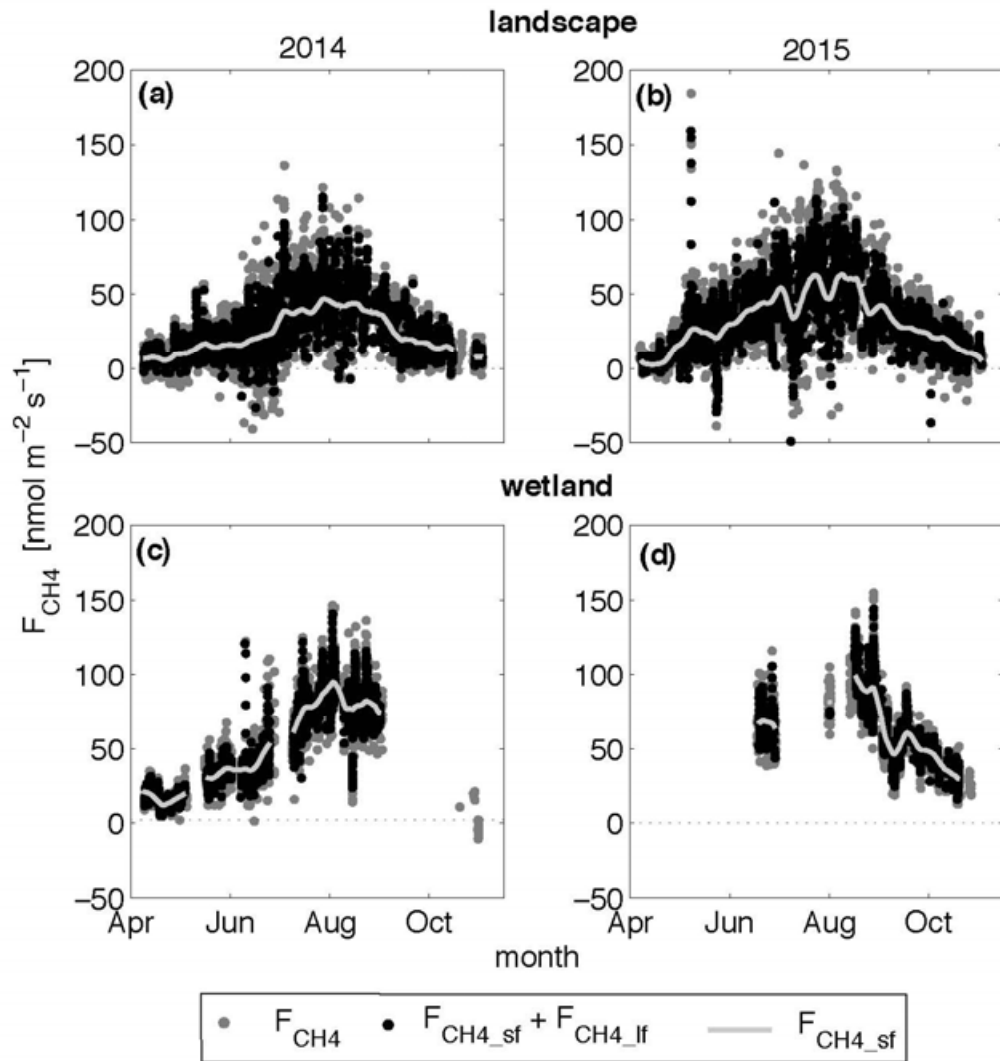 landscape
2014 2015
(a) (b)
200 200
150 150
100 100
50 50
0 0
−50 −50
wetland
(c) (d)
200 200
150 150
100 100
50 50
0 0
−50 −50
F_CH4 [nmol m⁻² s⁻¹]
Apr Jun Aug Oct Apr Jun Aug Oct
month
F_CH4 F_CH4_sf + F_CH4_lf F_CH4_sf